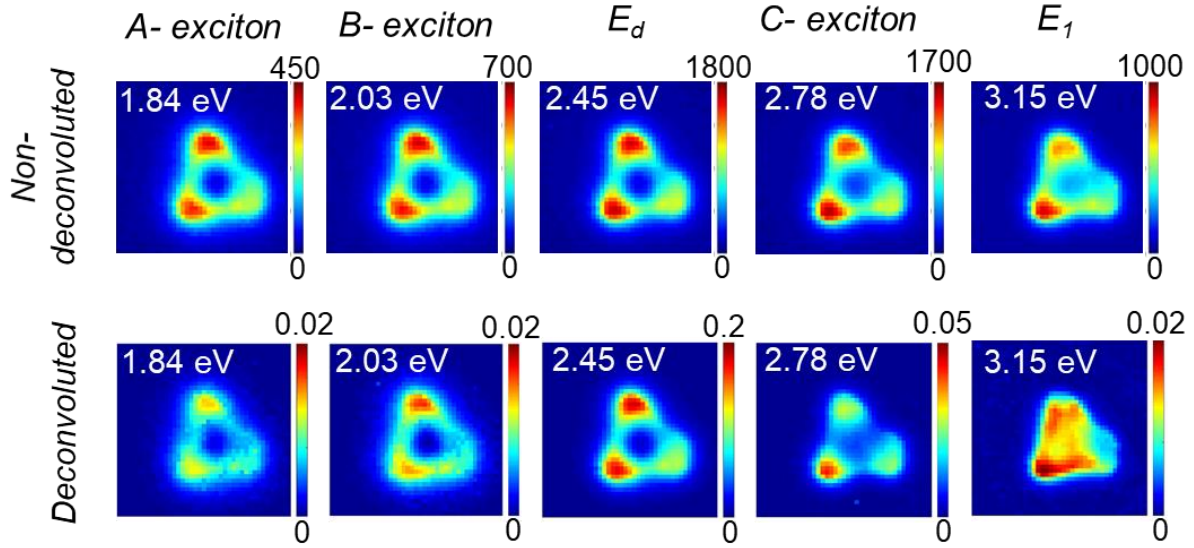 A- exciton
B- exciton
E_d
C- exciton
E_1
Non-
deconvoluted
1.84 eV
450
0
2.03 eV
700
0
2.45 eV
1800
0
2.78 eV
1700
0
3.15 eV
1000
0
Deconvoluted
1.84 eV
0.02
0
2.03 eV
0.02
0
2.45 eV
0.2
0
2.78 eV
0.05
0
3.15 eV
0.02
0